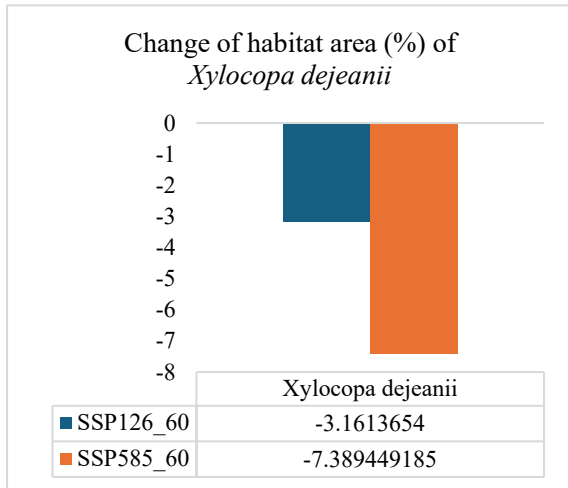 Change of habitat area (%) of
Xylocopa dejeanii
0
-1
-2
-3
-4
-5
-6
-7
-8
Xylocopa dejeanii
SSP126_60 -3.1613654
SSP585_60 -7.389449185